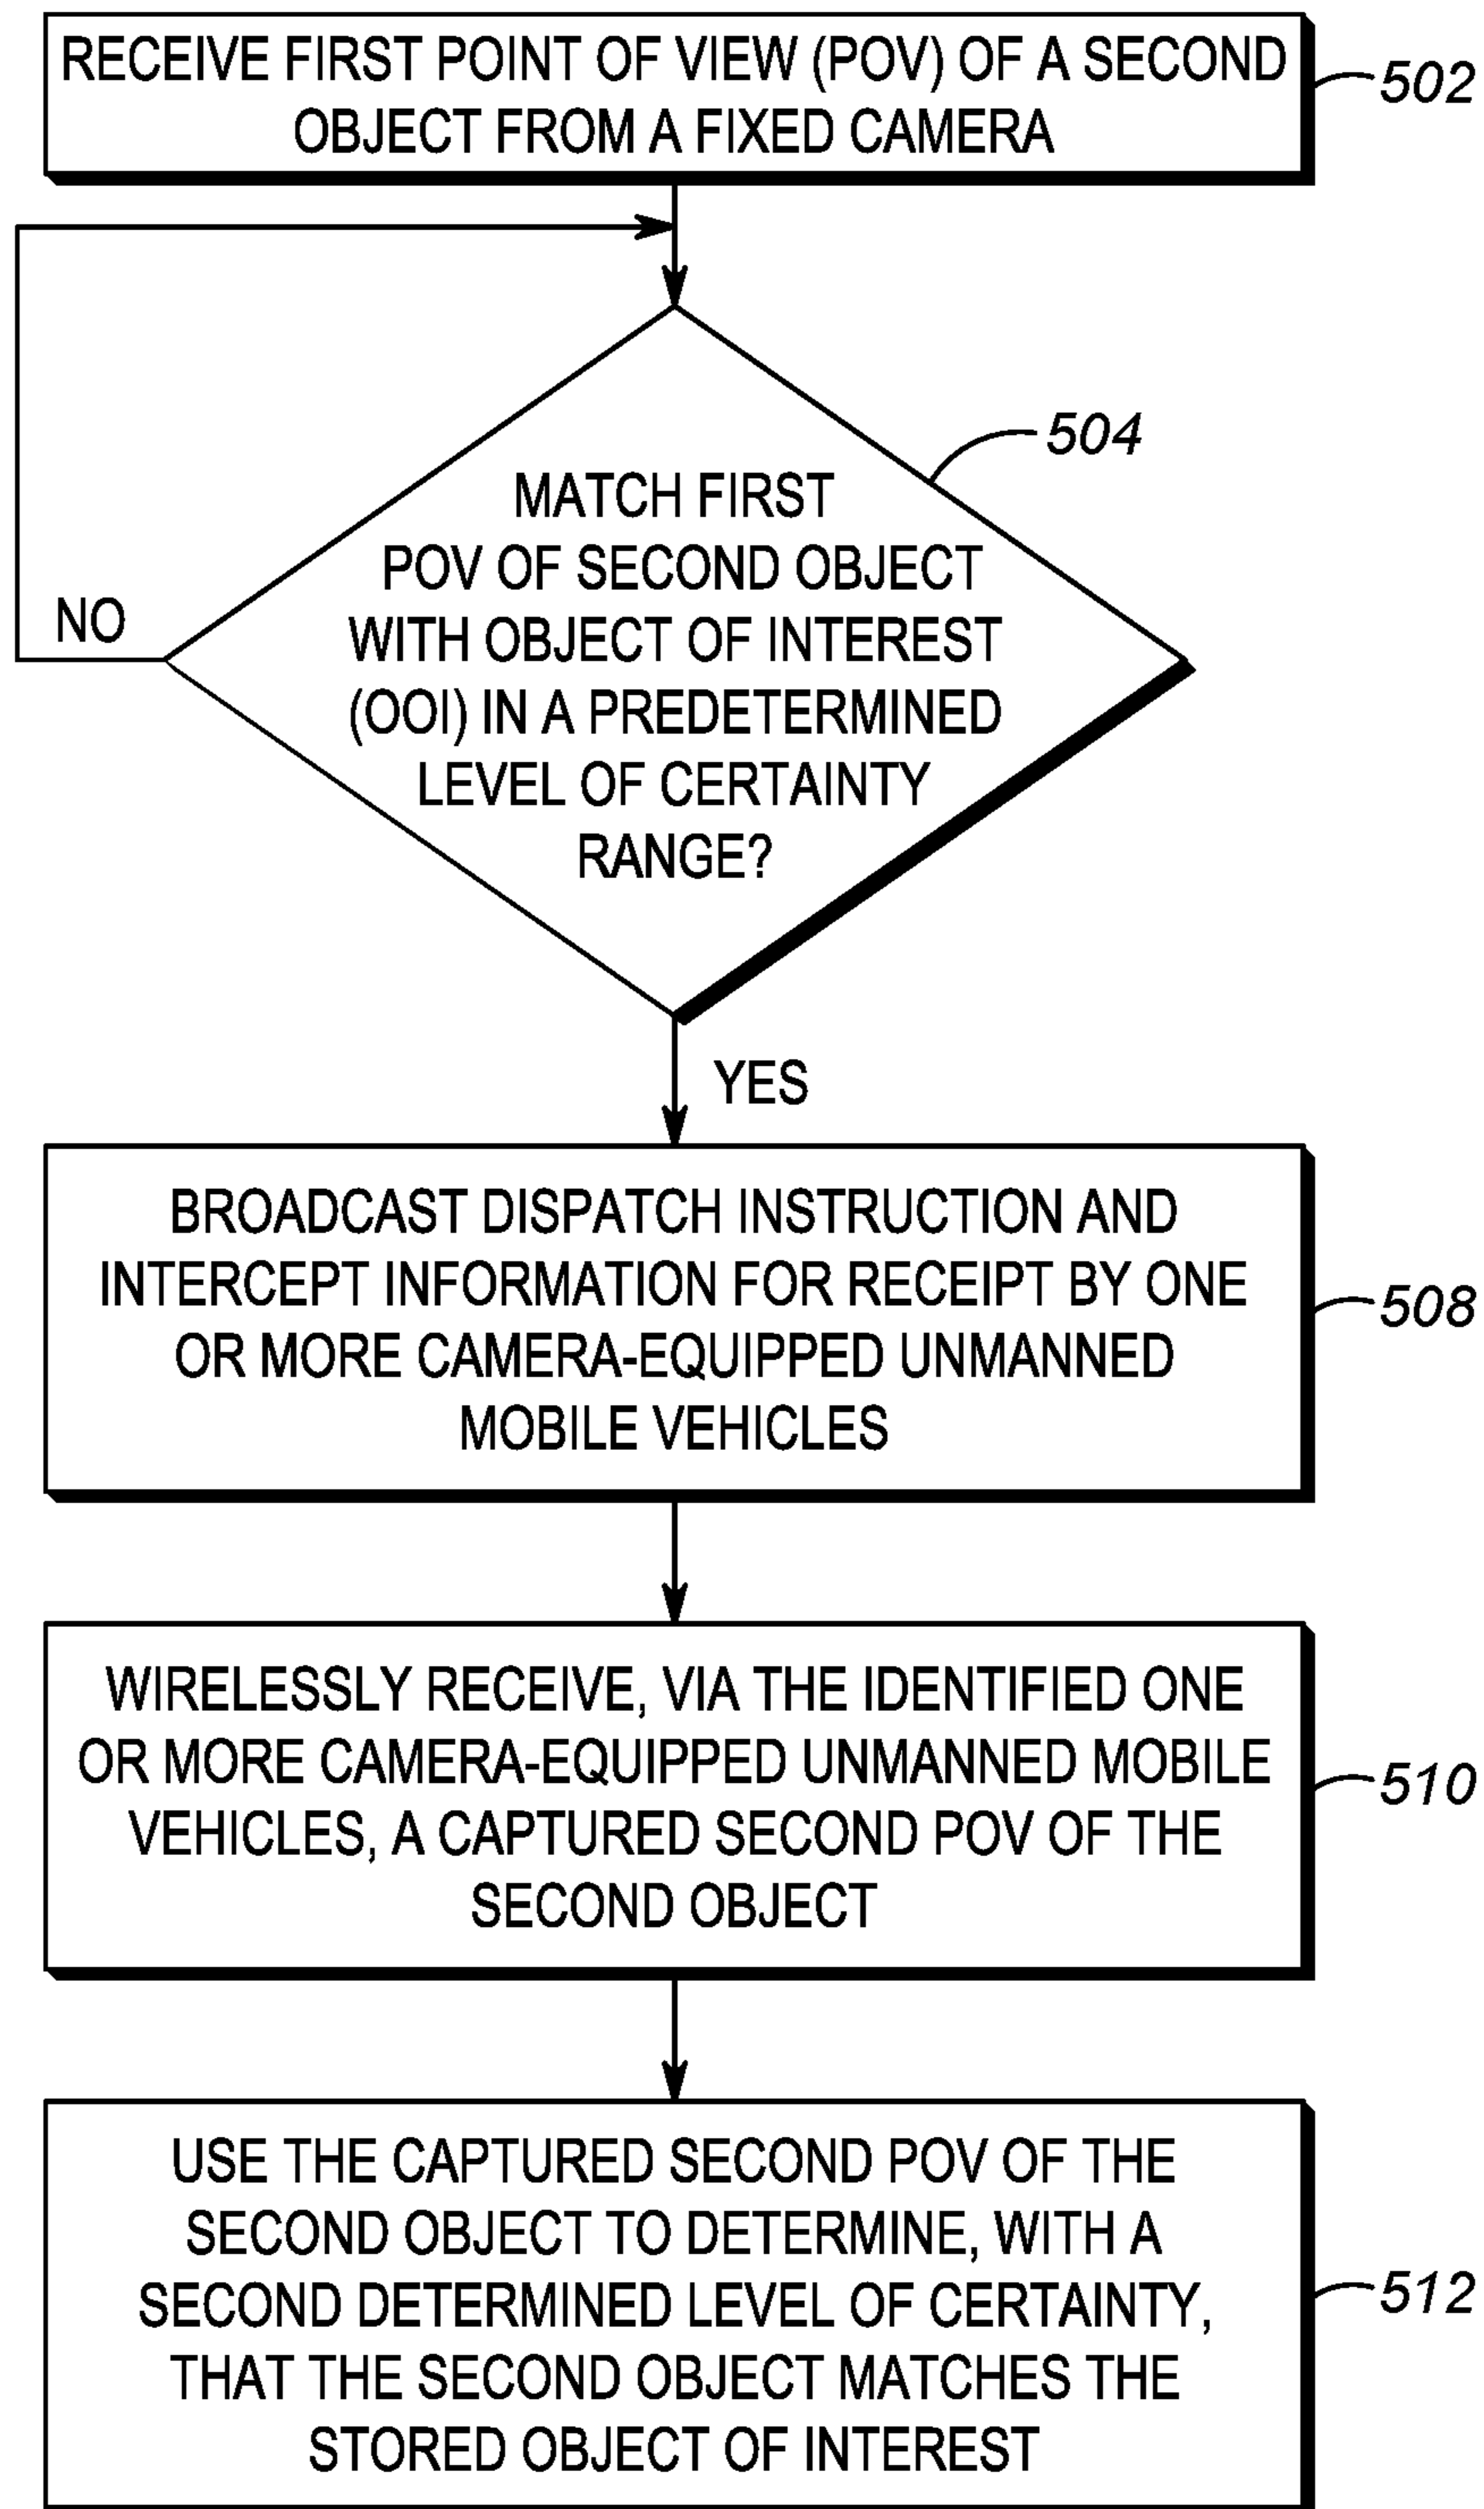 RECEIVE FIRST POINT OF VIEW (POV) OF A SECOND
OBJECT FROM A FIXED CAMERA
502
504
MATCH FIRST
POV OF SECOND OBJECT
WITH OBJECT OF INTEREST
(OOI) IN A PREDETERMINED
LEVEL OF CERTAINTY
RANGE?
NO
YES
BROADCAST DISPATCH INSTRUCTION AND
INTERCEPT INFORMATION FOR RECEIPT BY ONE
OR MORE CAMERA-EQUIPPED UNMANNED
MOBILE VEHICLES
508
WIRELESSLY RECEIVE, VIA THE IDENTIFIED ONE
OR MORE CAMERA-EQUIPPED UNMANNED MOBILE
VEHICLES, A CAPTURED SECOND POV OF THE
SECOND OBJECT
510
USE THE CAPTURED SECOND POV OF THE
SECOND OBJECT TO DETERMINE, WITH A
SECOND DETERMINED LEVEL OF CERTAINTY,
THAT THE SECOND OBJECT MATCHES THE
STORED OBJECT OF INTEREST
512